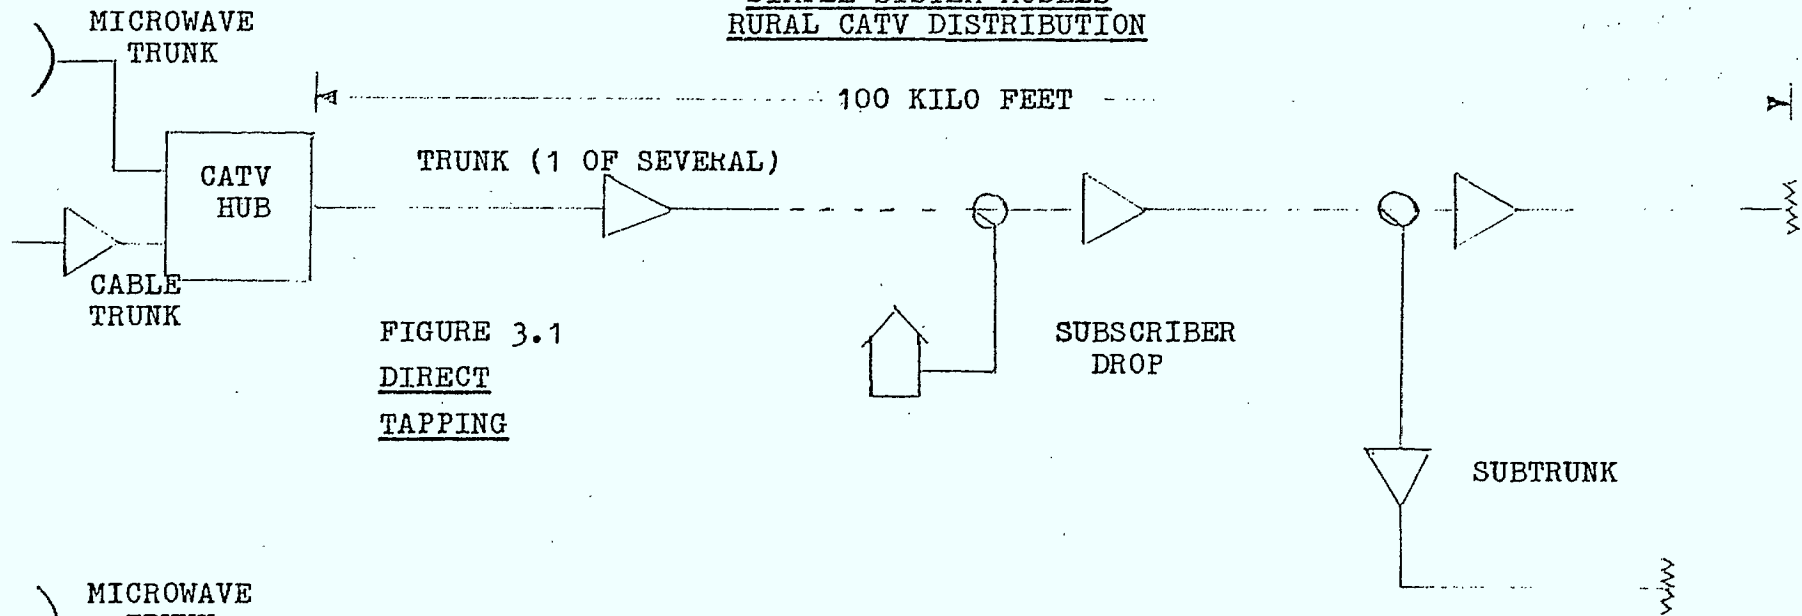 RURAL CATV DISTRIBUTION
MICROWAVE
TRUNK
100 KILO FEET
TRUNK (1 OF SEVERAL)
CATV
HUB
CABLE
TRUNK
FIGURE 3.1
DIRECT
TAPPING
SUBSCRIBER
DROP
SUBTRUNK
MICROWAVE